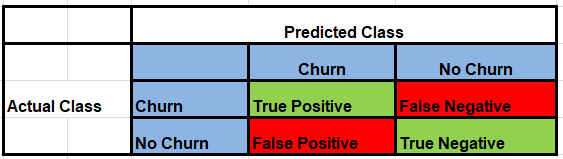 Predicted Class
Churn No Churn
Actual Class Churn True Positive False Negative
No Churn False Positive True Negative